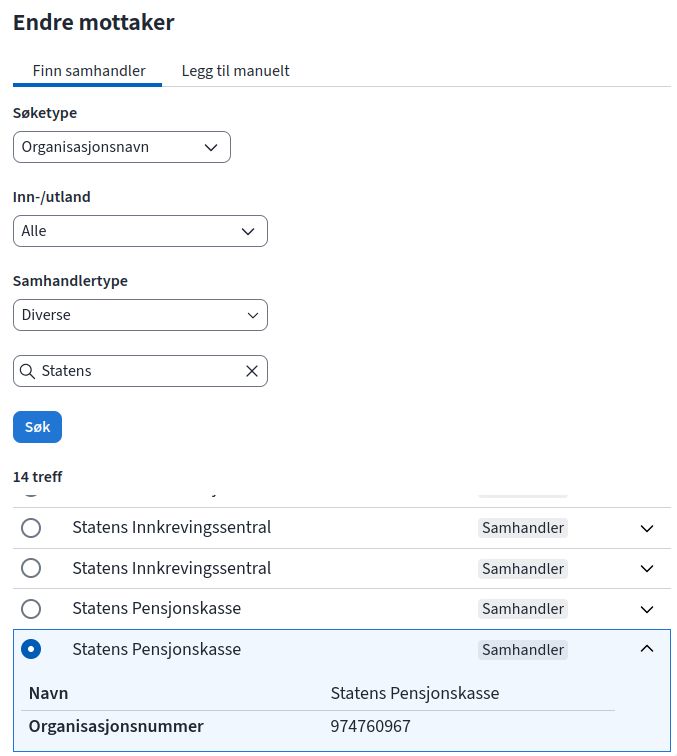 Endre mottaker
Finn samhandler Legg til manuelt
Søketype
Organisasjonsnavn
Inn-/utland
Alle
Samhandlertype
Diverse
Statens
Søk
14 treff
Statens Innkrevingssentral Samhandler
Statens Innkrevingssentral Samhandler
Statens Pensjonskasse Samhandler
Statens Pensjonskasse Samhandler
Navn Statens Pensjonskasse
Organisasjonsnummer 974760967